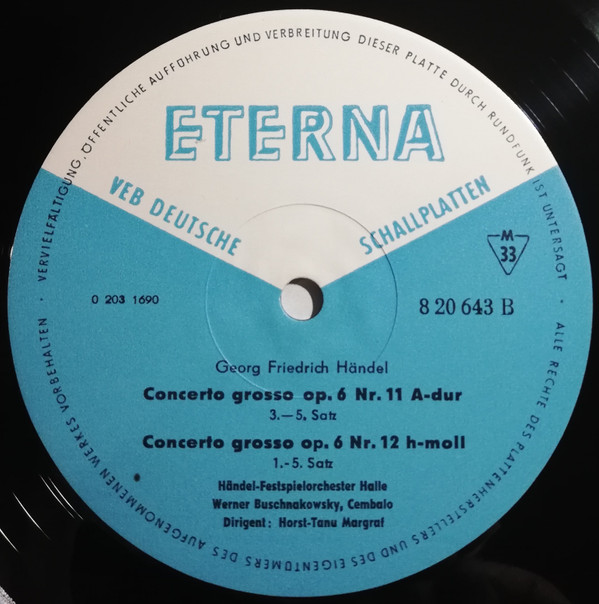 VERVIELFÄLTIGUNG, ÖFFENTLICHE AUFFÜHRUNG UND VERBREITUNG DIESER PLATTE DURCH RUNDFUNK IST UNTERSAGT · ALLE RECHTE DES PLATTENHERSTELLERS UND DES EIGENTÜMERS DES AUFGENOMMENEN WERKES VORBEHALTEN ·
ETERNA
VEB DEUTSCHE SCHALLPLATTEN
M
33
0 203 1690
8 20 643 B
Georg Friedrich Händel
Concerto grosso op. 6 Nr. 11 A-dur
3.—5. Satz
Concerto grosso op. 6 Nr. 12 h-moll
1.-5. Satz
Händel-Festspielorchester Halle
Werner Buschnakowsky, Cembalo
Dirigent: Horst-Tanu Margraf